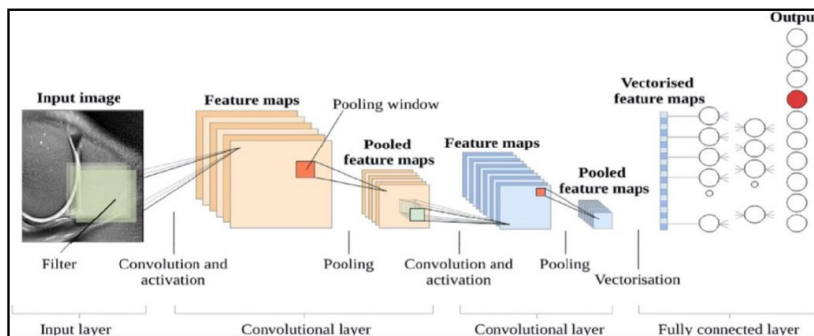 Output
Input image
Feature maps
Pooling window
Pooled
feature maps
Feature maps
Pooled
feature maps
Vectorised
feature maps
Filter
Convolution and
activation
Pooling
Convolution and
activation
Pooling
Vectorisation
Input layer
Convolutional layer
Convolutional layer
Fully connected layer